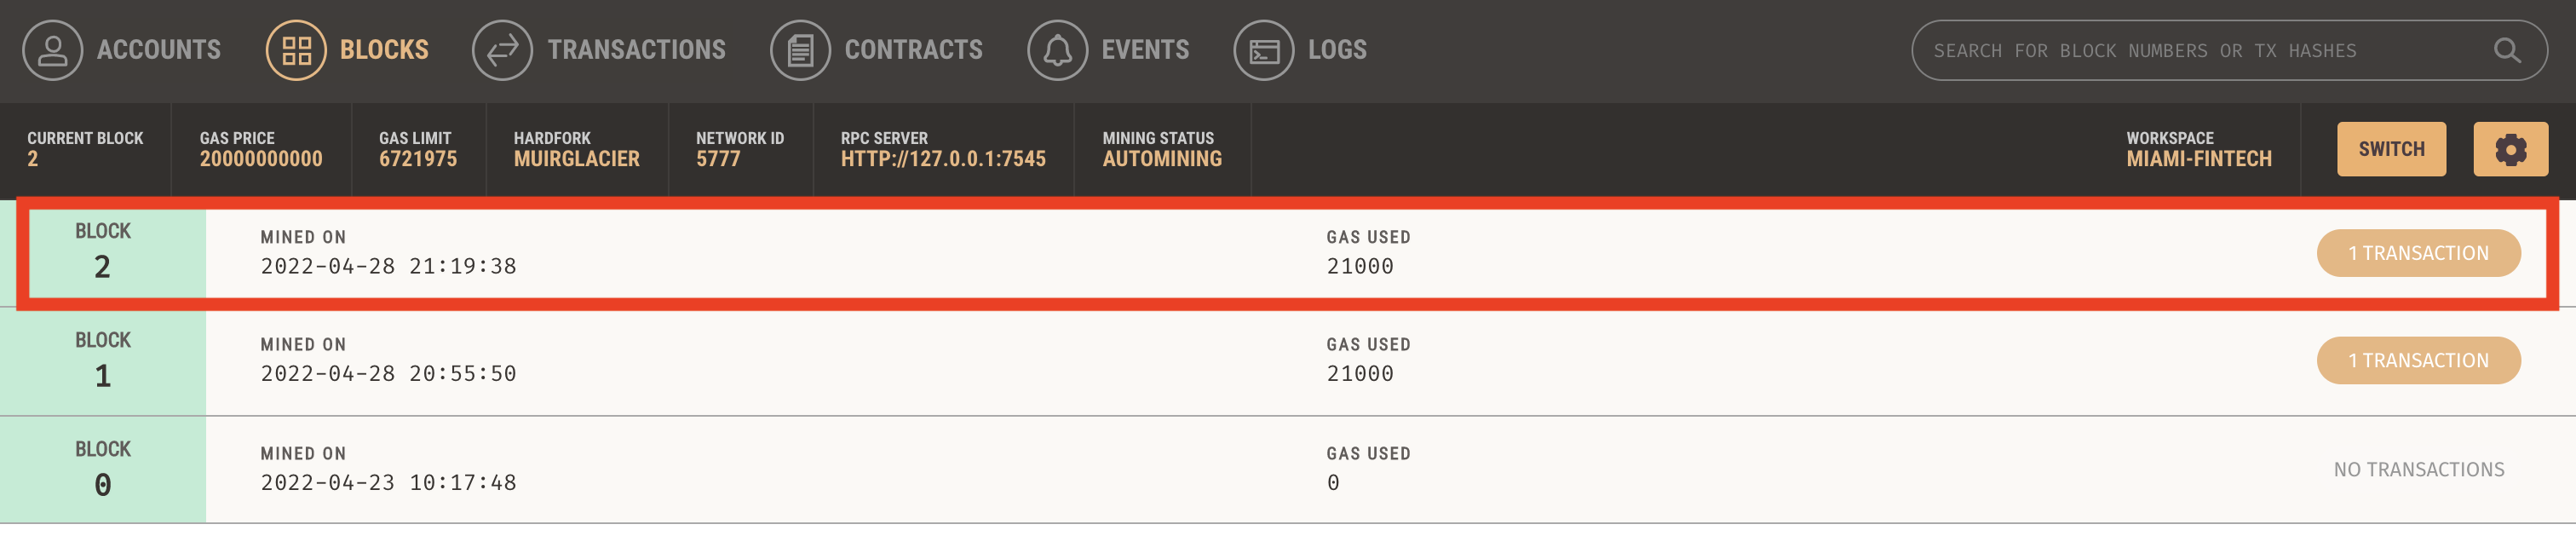 ACCOUNTS BLOCKS TRANSACTIONS CONTRACTS EVENTS LOGS SEARCH FOR BLOCK NUMBERS OR TX HASHES
CURRENT BLOCK GAS PRICE GAS LIMIT HARDFORK NETWORK ID RPC SERVER MINING STATUS WORKSPACE
2 20000000000 6721975 MUIRGLACIER 5777 HTTP://127.0.0.1:7545 AUTOMINING MIAMI-FINTECH SWITCH
BLOCK MINED ON GAS USED
2 2022-04-28 21:19:38 21000 1 TRANSACTION
BLOCK MINED ON GAS USED
1 2022-04-28 20:55:50 21000 1 TRANSACTION
BLOCK MINED ON GAS USED
0 2022-04-23 10:17:48 0 NO TRANSACTIONS